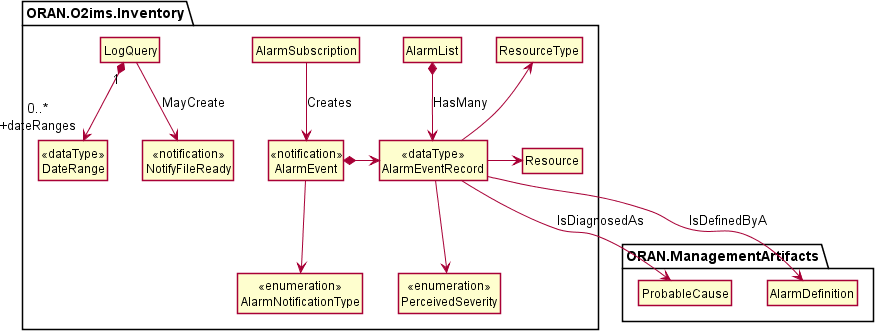 ORAN.O2ims.Inventory
LogQuery
AlarmSubscription
AlarmList
ResourceType
1
MayCreate
Creates
HasMany
0..*
+dateRanges
«dataType»
DateRange
«notification»
NotifyFileReady
«notification»
AlarmEvent
«dataType»
AlarmEventRecord
Resource
IsDiagnosedAs
IsDefinedByA
ORAN.ManagementArtifacts
«enumeration»
AlarmNotificationType
«enumeration»
PerceivedSeverity
ProbableCause
AlarmDefinition